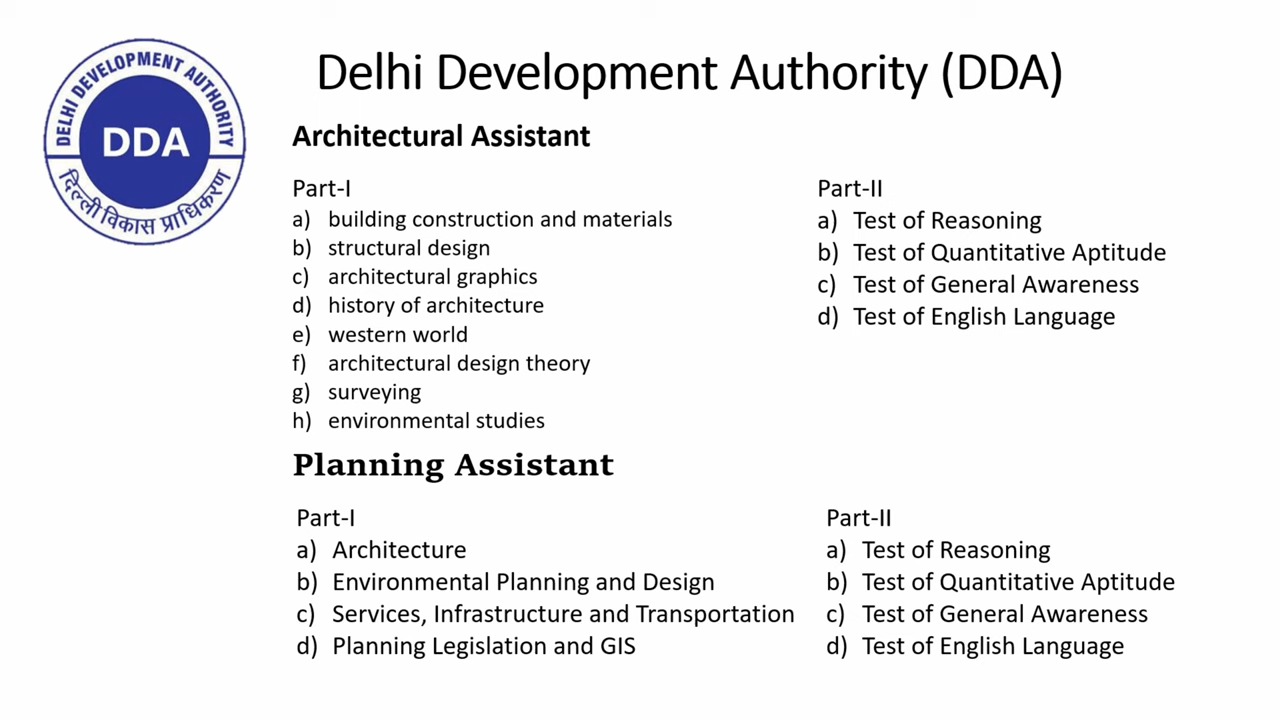 DELHI DEVELOPMENT AUTHORITY
DDA
दिल्ली विकास प्राधिकरण
Delhi Development Authority (DDA)
Architectural Assistant
Part-I
a) building construction and materials
b) structural design
c) architectural graphics
d) history of architecture
e) western world
f) architectural design theory
g) surveying
h) environmental studies
Part-II
a) Test of Reasoning
b) Test of Quantitative Aptitude
c) Test of General Awareness
d) Test of English Language
Planning Assistant
Part-I
a) Architecture
b) Environmental Planning and Design
c) Services, Infrastructure and Transportation
d) Planning Legislation and GIS
Part-II
a) Test of Reasoning
b) Test of Quantitative Aptitude
c) Test of General Awareness
d) Test of English Language